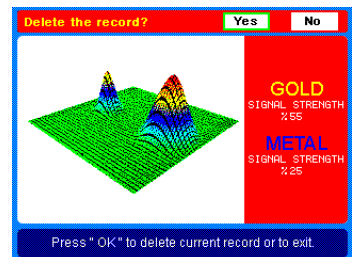 Delete the record? Yes No
GOLD
SIGNAL STRENGTH
%55
METAL
SIGNAL STRENGTH
%25
Press " OK " to delete current record or to exit.